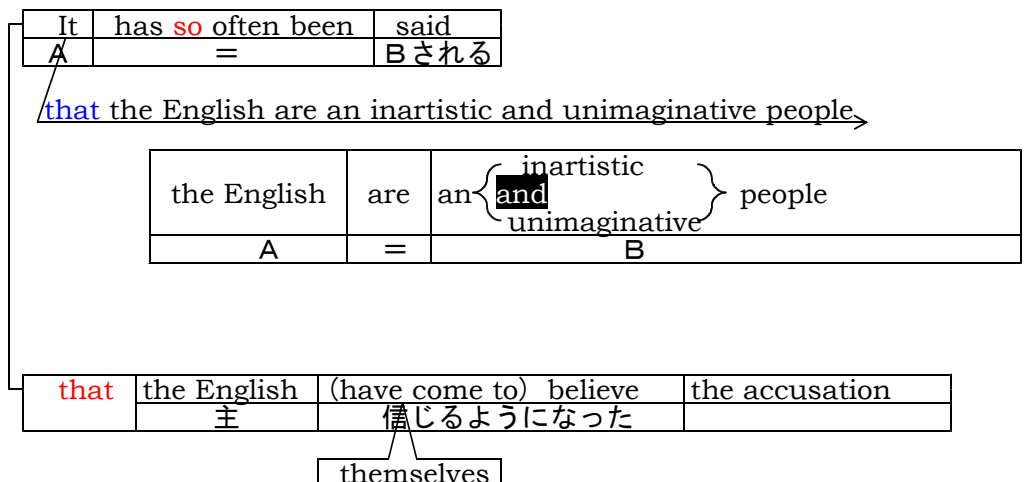 It has so often been said
A ＝ Bされる
that the English are an inartistic and unimaginative people
inartistic
the English are an and people
unimaginative
A ＝ B
that the English (have come to) believe the accusation
主 信じるようになった
themselves